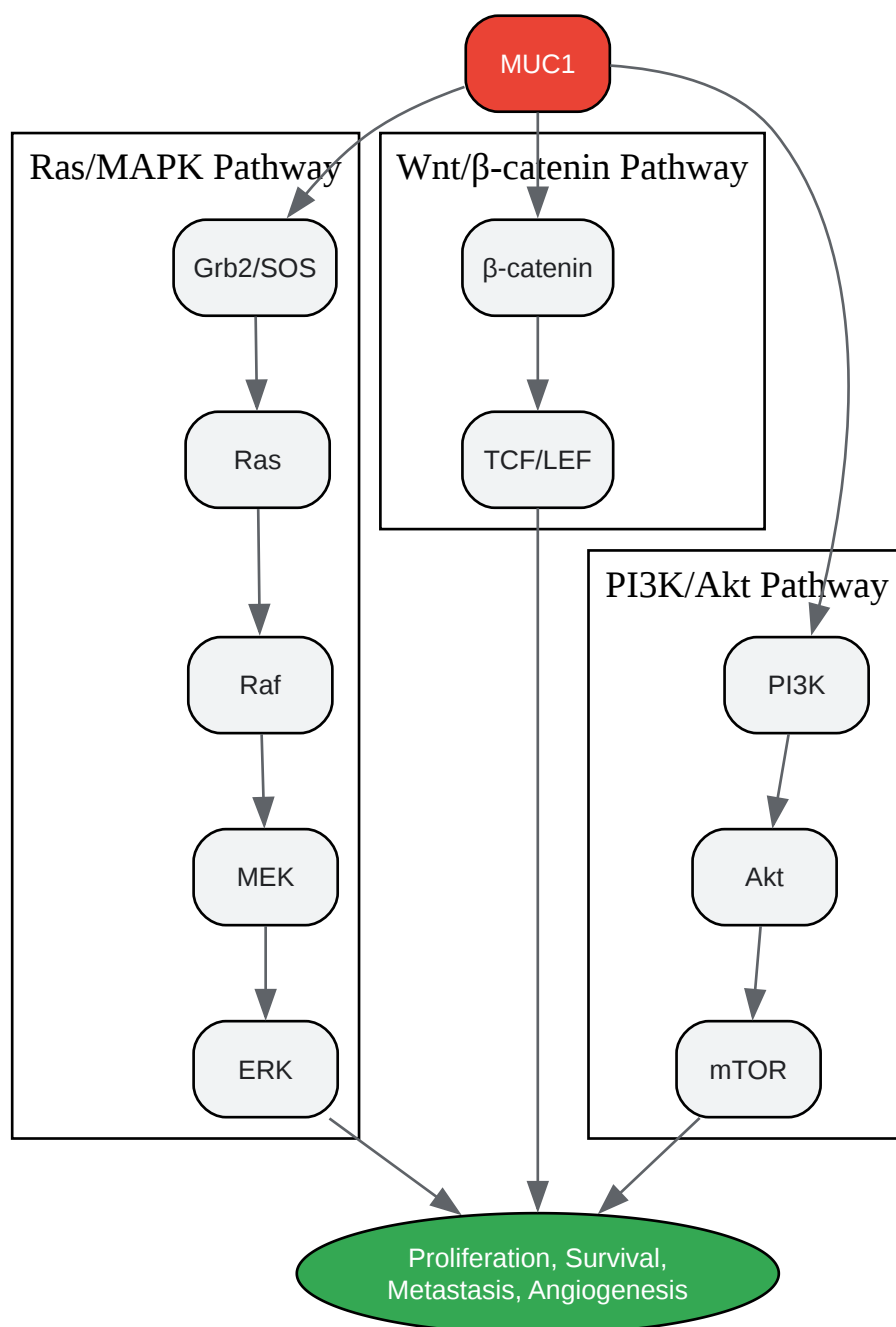 MUC1
Ras/MAPK Pathway
Grb2/SOS
Ras
Raf
MEK
ERK
Wnt/β-catenin Pathway
β-catenin
TCF/LEF
PI3K/Akt Pathway
PI3K
Akt
mTOR
Proliferation, Survival,
Metastasis, Angiogenesis